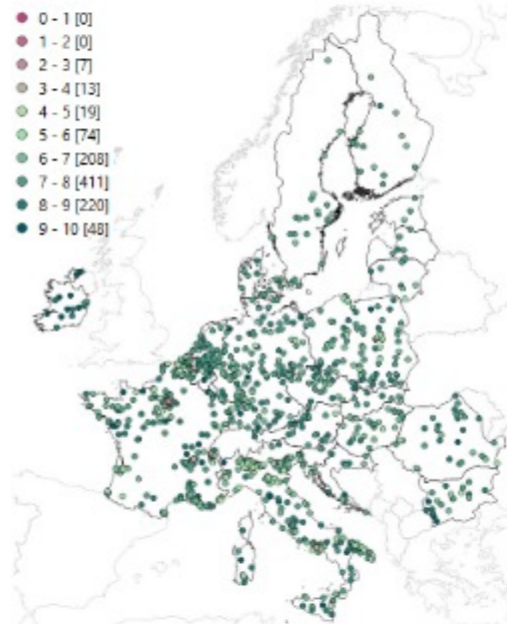 0 - 1 [0]
1 - 2 [0]
2 - 3 [7]
3 - 4 [13]
4 - 5 [19]
5 - 6 [74]
6 - 7 [208]
7 - 8 [411]
8 - 9 [220]
9 - 10 [48]